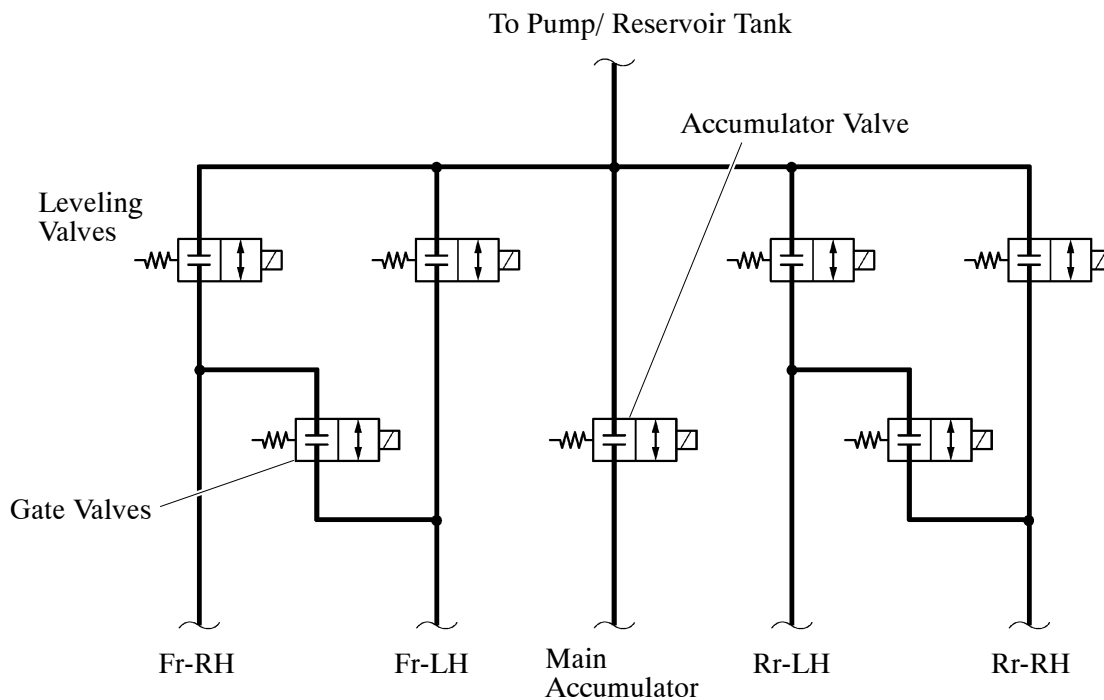 To Pump/ Reservoir Tank
Accumulator Valve
Leveling
Valves
Gate Valves
Fr-RH
Fr-LH
Main
Accumulator
Rr-LH
Rr-RH